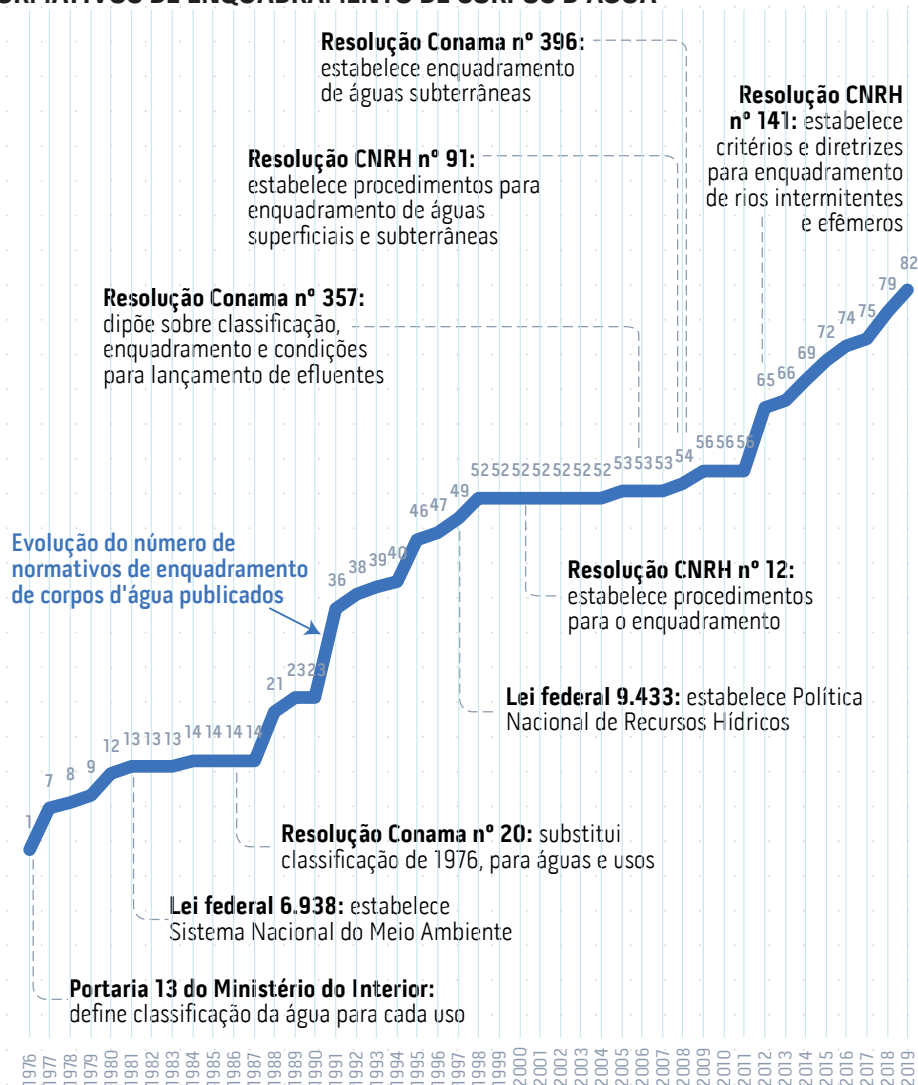 Resolução Conama nº 396:
estabelece enquadramento
de águas subterrâneas
Resolução CNRH
nº 141: estabelece
critérios e diretrizes
para enquadramento
de rios intermitentes
e efêmeros
Resolução CNRH nº 91:
estabelece procedimentos para
enquadramento de águas
superficiais e subterrâneas
Resolução Conama nº 357:
dipõe sobre classificação,
enquadramento e condições
para lançamento de efluentes
Evolução do número de
normativos de enquadramento
de corpos d'água publicados
1 7 8 9 12 13 13 13 14 14 14 14 21 23 23 36 38 39 40 46 47 49 52 52 52 52 52 52 52 53 53 53 54 56 56 56 65 66 69 72 74 75 79 82
Resolução CNRH nº 12:
estabelece procedimentos
para o enquadramento
Lei federal 9.433: estabelece Política
Nacional de Recursos Hídricos
Resolução Conama nº 20: substitui
classificação de 1976, para águas e usos
Lei federal 6.938: estabelece
Sistema Nacional do Meio Ambiente
Portaria 13 do Ministério do Interior:
define classificação da água para cada uso
1976 1977 1978 1979 1980 1981 1982 1983 1984 1985 1986 1987 1988 1989 1990 1991 1992 1993 1994 1995 1996 1997 1998 1999 2000 2001 2002 2003 2004 2005 2006 2007 2008 2009 2010 2011 2012 2013 2014 2015 2016 2017 2018 2019